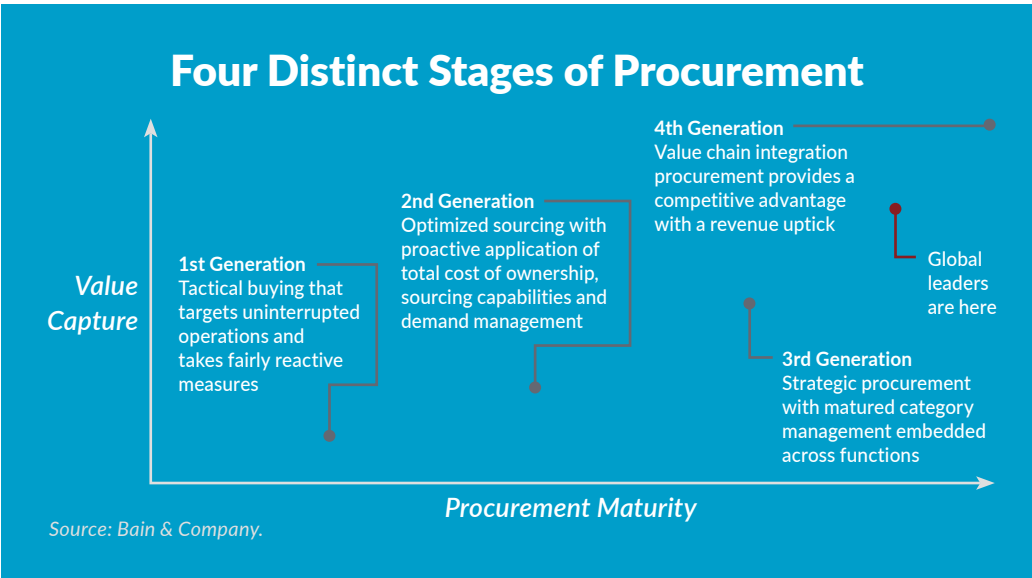 Four Distinct Stages of Procurement
4th Generation
Value chain integration
procurement provides a
competitive advantage
with a revenue uptick
2nd Generation
Optimized sourcing with
proactive application of
total cost of ownership,
sourcing capabilities and
demand management
1st Generation
Tactical buying that
targets uninterrupted
operations and
takes fairly reactive
measures
Global
leaders
are here
Value
Capture
3rd Generation
Strategic procurement
with matured category
management embedded
across functions
Procurement Maturity
Source: Bain & Company.